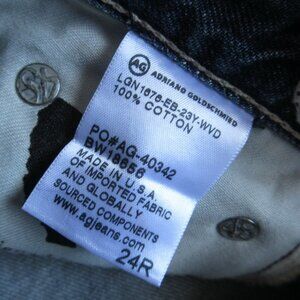 AG ADRIANO GOLDSCHMIED
LGN1676-EB-23Y-WVD
100% COTTON
PO#AG-40342
BW18656
MADE IN U.S.A
OF IMPORTED FABRIC
AND GLOBALLY
SOURCED COMPONENTS
www.agjeans.com
24R